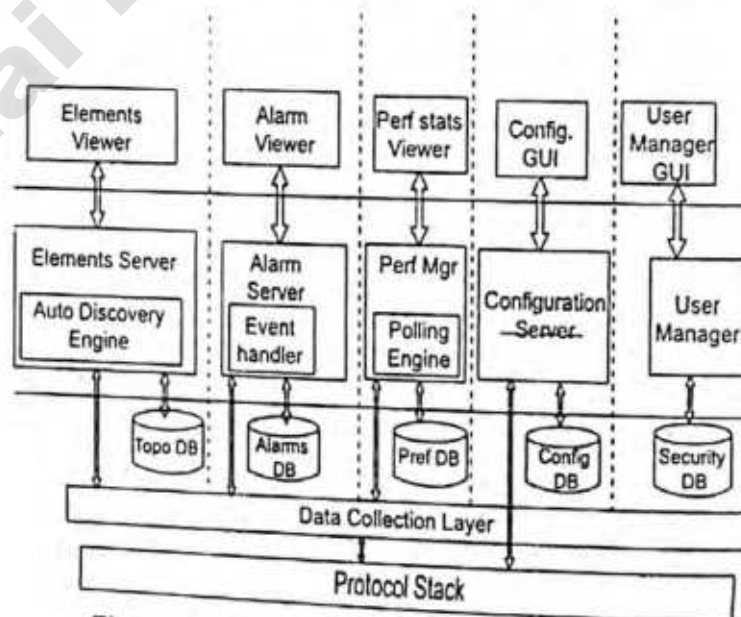 Elements
Viewer
Alarm
Viewer
Perf stats
Viewer
Config.
GUI
User
Manager
GUI
Elements Server
Auto Discovery
Engine
Alarm
Server
Event
handler
Perf Mgr
Polling
Engine
Configuration
Server
User
Manager
Topo DB
Alarms
DB
Pref DB
Config
DB
Security
DB
Data Collection Layer
Protocol Stack